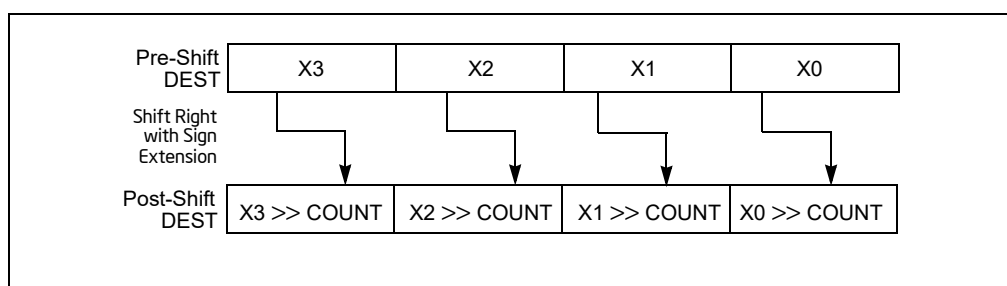 Pre-Shift
DEST
X3 X2 X1 X0
Shift Right
with Sign
Extension
Post-Shift
DEST
X3 >> COUNT X2 >> COUNT X1 >> COUNT X0 >> COUNT